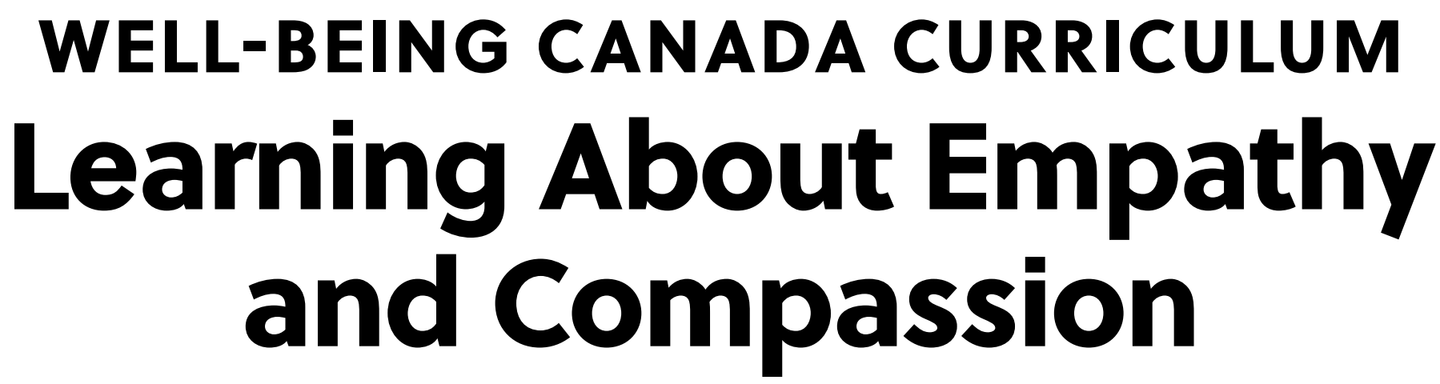 WELL-BEING CANADA CURRICULUM
Learning About Empathy
and Compassion